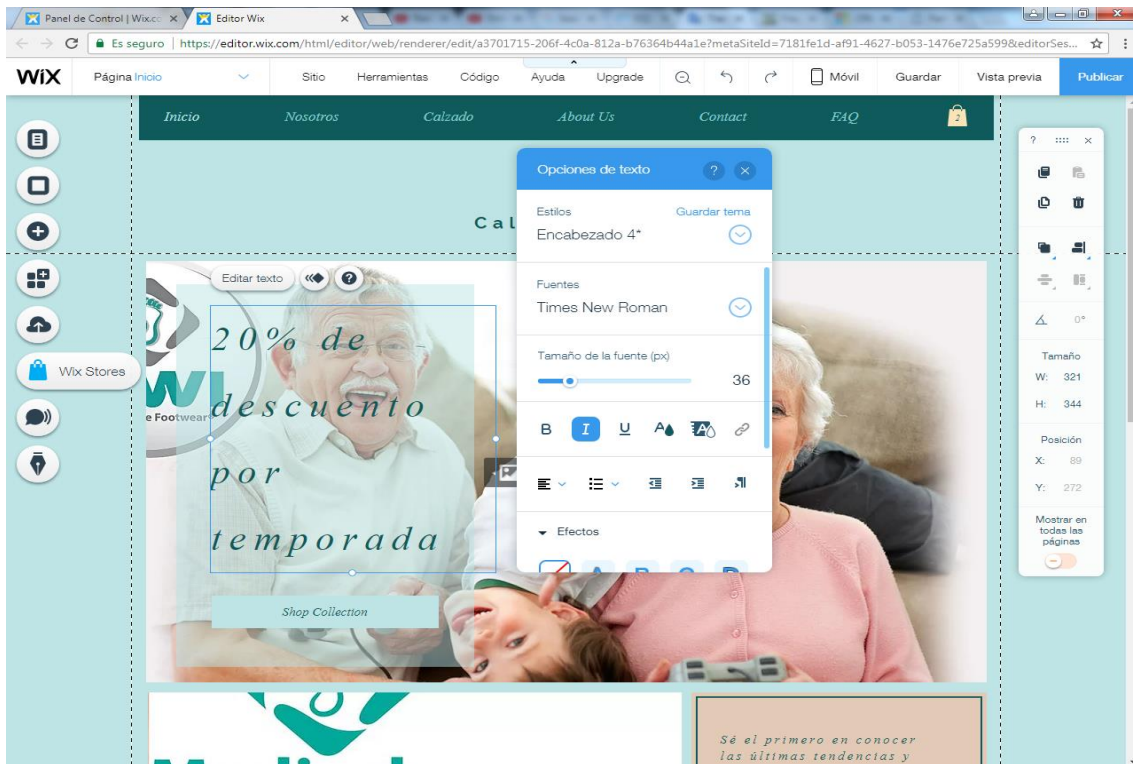 Panel de Control | Wix.cc
Editor Wix
Es seguro
https://editor.wix.com/html/editor/web/renderer/edit/a3701715-206f-4c0a-812a-b76364b44a1e?metaSiteId=7181fe1d-af91-4627-b053-1476e725a599&editorSes...
WiX
Página Inicio
Sitio
Herramientas
Código
Ayuda
Upgrade
Móvil
Guardar
Vista previa
Publicar
Inicio
Nosotros
Calzado
About Us
Contact
FAQ
2
Cal
Opciones de texto
?
Estilos
Guardar tema
Encabezado 4*
Fuentes
Times New Roman
Tamaño de la fuente (px)
36
B I U
Efectos
Editar texto
?
20% de
descuento
por
temporada
e Footwear
Shop Collection
Wix Stores
?
0°
Tamaño
W: 321
H: 344
Posición
X: 89
Y: 272
Mostrar en
todas las
páginas
Sé el primero en conocer
las últimas tendencias y